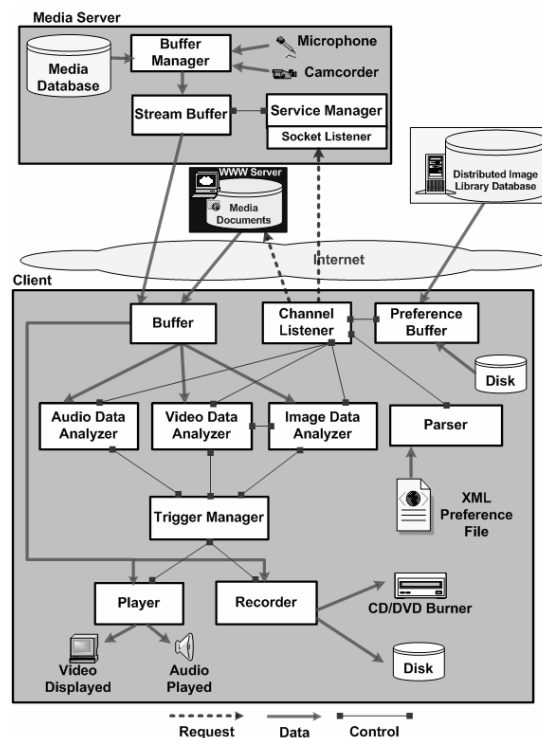 Media Server
Media
Database
Buffer
Manager
Microphone
Camcorder
Stream Buffer
Service Manager
Socket Listener
WWW Server
Media
Documents
Distributed Image
Library Database
Internet
Client
Buffer
Channel
Listener
Preference
Buffer
Disk
Audio Data
Analyzer
Video Data
Analyzer
Image Data
Analyzer
Parser
XML
Preference
File
Trigger Manager
Player
Recorder
CD/DVD Burner
Video
Displayed
Audio
Played
Disk
Request
Data
Control